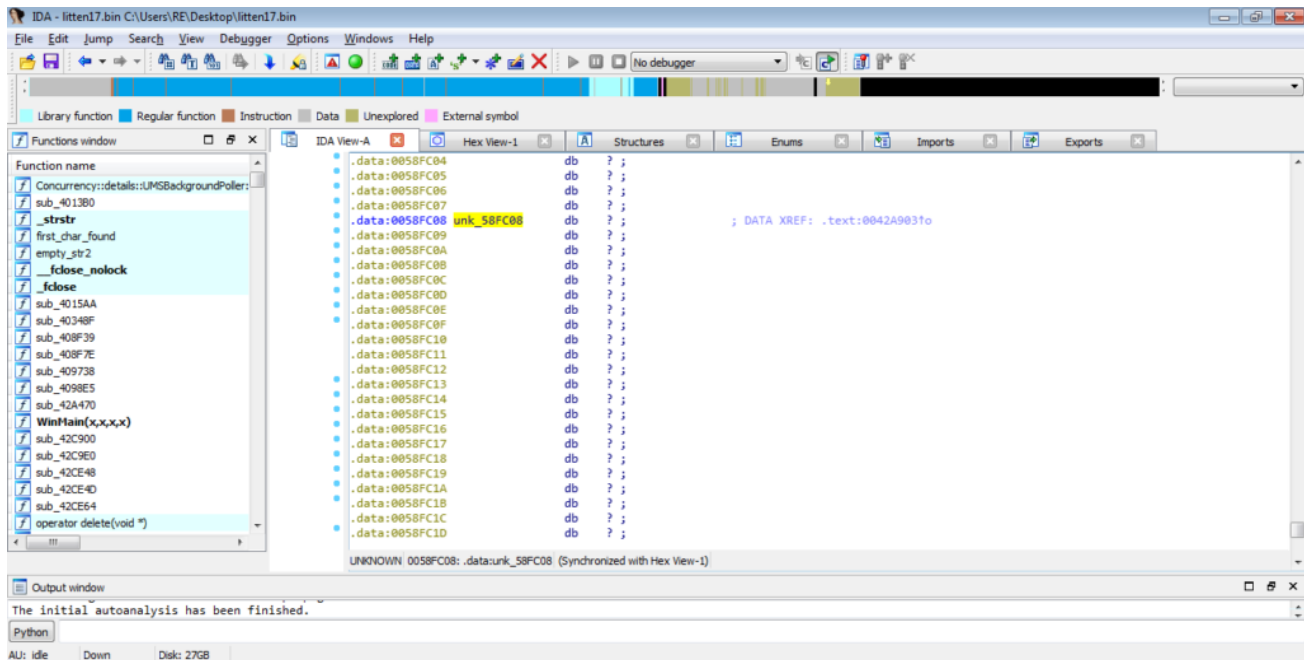 IDA - litten17.bin C:\Users\RE\Desktop\litten17.bin
File Edit Jump Search View Debugger Options Windows Help
No debugger
Library function Regular function Instruction Data Unexplored External symbol
Functions window
IDA View-A Hex View-1 Structures Enums Imports Exports
Function name
Concurrency::details::UMSBackgroundPoller:
sub_4013B0
_strstr
first_char_found
empty_str2
__fclose_nolock
_fclose
sub_4015AA
sub_40348F
sub_408F39
sub_408F7E
sub_409738
sub_4098E5
sub_42A470
WinMain(x,x,x,x)
sub_42C900
sub_42C9E0
sub_42CE48
sub_42CE4D
sub_42CE64
operator delete(void *)
.data:0058FC04 db ? ;
.data:0058FC05 db ? ;
.data:0058FC06 db ? ;
.data:0058FC07 db ? ;
.data:0058FC08 unk_58FC08 db ? ; ; DATA XREF: .text:0042A903↑o
.data:0058FC09 db ? ;
.data:0058FC0A db ? ;
.data:0058FC0B db ? ;
.data:0058FC0C db ? ;
.data:0058FC0D db ? ;
.data:0058FC0E db ? ;
.data:0058FC0F db ? ;
.data:0058FC10 db ? ;
.data:0058FC11 db ? ;
.data:0058FC12 db ? ;
.data:0058FC13 db ? ;
.data:0058FC14 db ? ;
.data:0058FC15 db ? ;
.data:0058FC16 db ? ;
.data:0058FC17 db ? ;
.data:0058FC18 db ? ;
.data:0058FC19 db ? ;
.data:0058FC1A db ? ;
.data:0058FC1B db ? ;
.data:0058FC1C db ? ;
.data:0058FC1D db ? ;
UNKNOWN 0058FC08: .data:unk_58FC08 (Synchronized with Hex View-1)
Output window
The initial autoanalysis has been finished.
Python
AU: idle Down Disk: 27GB